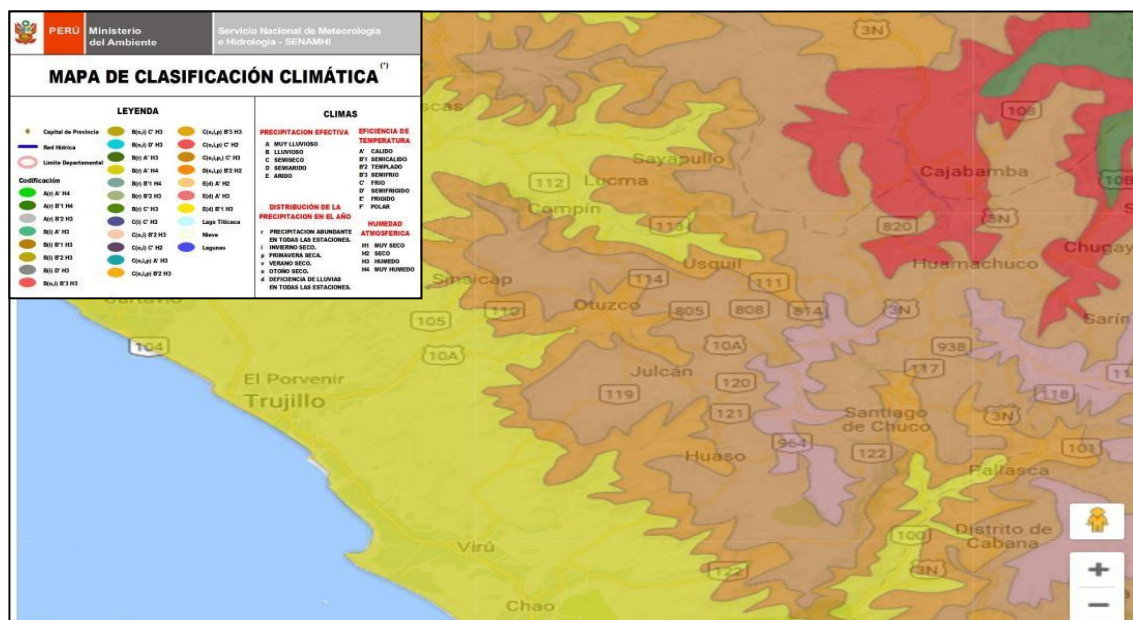 PERÚ
Ministerio
del Ambiente
Servicio Nacional de Meteorología
e Hidrología - SENAMHI
MAPA DE CLASIFICACIÓN CLIMÁTICA (*)
LEYENDA
Capital de Provincia
Red Hídrica
Límite Departamental
Codificación
A(r) A' H4
A(r) B'1 H4
A(r) B'2 H3
B(i) A' H3
B(i) B'1 H3
B(i) B'2 H3
B(i) D' H3
B(o,i) B'3 H3
B(o,i) C' H3
B(o,i) D' H3
B(r) A' H3
B(r) A' H4
B(r) B'1 H4
B(r) B'2 H3
B(r) C' H3
C(i) C' H3
C(o,i) B'2 H3
C(o,i) C' H2
C(o,i,p) A' H3
C(o,i,p) B'2 H3
C(o,i,p) B'3 H3
C(o,i,p) C' H2
C(o,i,p,) C' H3
D(o,i,p) B'2 H2
E(d) A' H2
E(d) A' H3
E(d) B'1 H3
Lago Titicaca
Nieve
Lagunas
CLIMAS
PRECIPITACION EFECTIVA
A MUY LLUVIOSO
B LLUVIOSO
C SEMISECO
D SEMIARIDO
E ARIDO
EFICIENCIA DE
TEMPERATURA
A' CALIDO
B'1 SEMICALIDO
B'2 TEMPLADO
B'3 SEMIFRIO
C' FRIO
D' SEMIFRIGIDO
E' FRIGIDO
F' POLAR
DISTRIBUCIÓN DE LA
PRECIPITACION EN EL AÑO
r PRECIPITACION ABUNDANTE
EN TODAS LAS ESTACIONES.
i INVIERNO SECO.
p PRIMAVERA SECA.
v VERANO SECO.
o OTOÑO SECO.
d DEFICIENCIA DE LLUVIAS
EN TODAS LAS ESTACIONES.
HUMEDAD
ATMOSFERICA
H1 MUY SECO
H2 SECO
H3 HUMEDO
H4 MUY HUMEDO
3N
108
Sayapullo
Cajabamba
112
Lucma
108
Compín
3N
113
820
Chugay
Usquil
Huamachuco
Sinsicap
114
111
Otuzco
110
805
808
814
3N
Sarín
105
104
10A
10A
938
El Porvenir
Julcán
117
Trujillo
119
120
118
121
Santiago
de Chuco
3N
964
Huaso
122
101
Pallasca
100
Distrito de
Cabana
Virú
122
3N
+
Chao
−